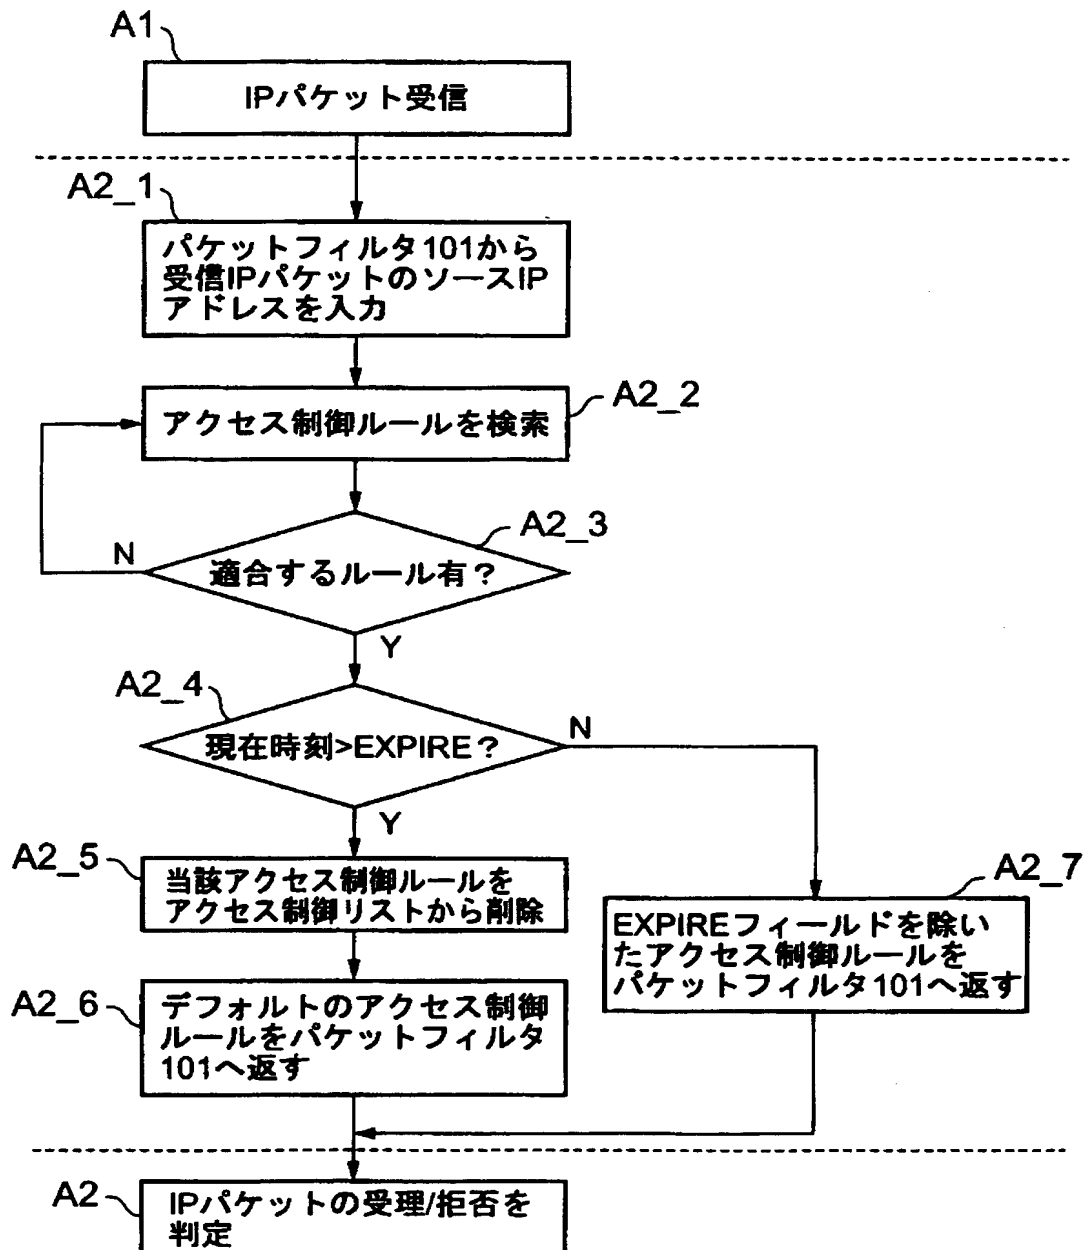 A1
IPパケット受信
A2_1
パケットフィルタ101から
受信IPパケットのソースIP
アドレスを入力
A2_2
アクセス制御ルールを検索
A2_3
適合するルール有？
N
Y
A2_4
現在時刻>EXPIRE？
N
Y
A2_5
当該アクセス制御ルールを
アクセス制御リストから削除
A2_7
EXPIREフィールドを除い
たアクセス制御ルールを
パケットフィルタ101へ返す
A2_6
デフォルトのアクセス制御
ルールをパケットフィルタ
101へ返す
A2
IPパケットの受理/拒否を
判定